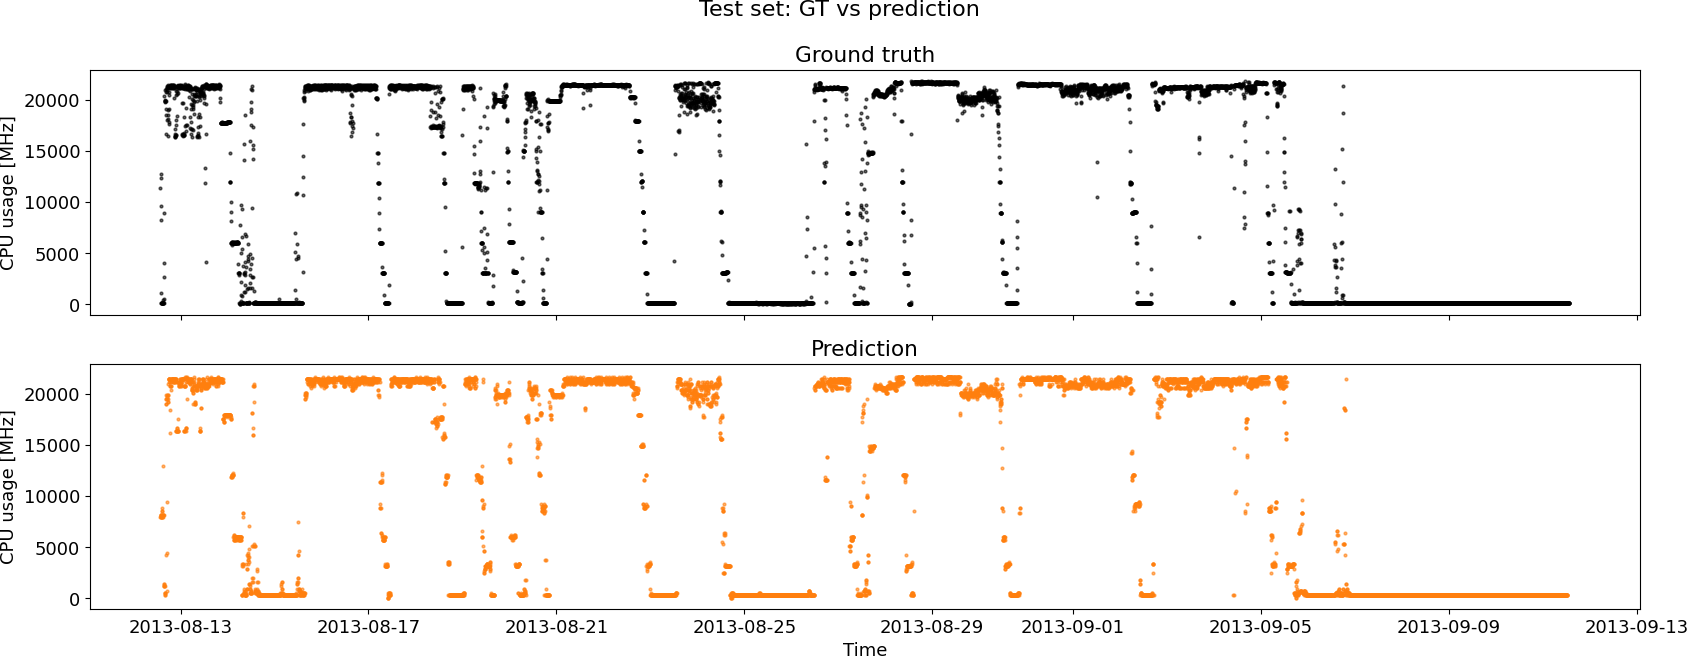 Test set: GT vs prediction
Ground truth
CPU usage [MHz]
20000
15000
10000
5000
0
Prediction
CPU usage [MHz]
20000
15000
10000
5000
0
2013-08-13 2013-08-17 2013-08-21 2013-08-25 2013-08-29 2013-09-01 2013-09-05 2013-09-09 2013-09-13
Time